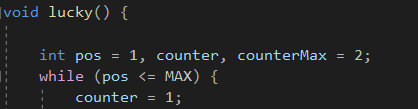 void lucky() {
int pos = 1, counter, counterMax = 2;
while (pos <= MAX) {
counter = 1;